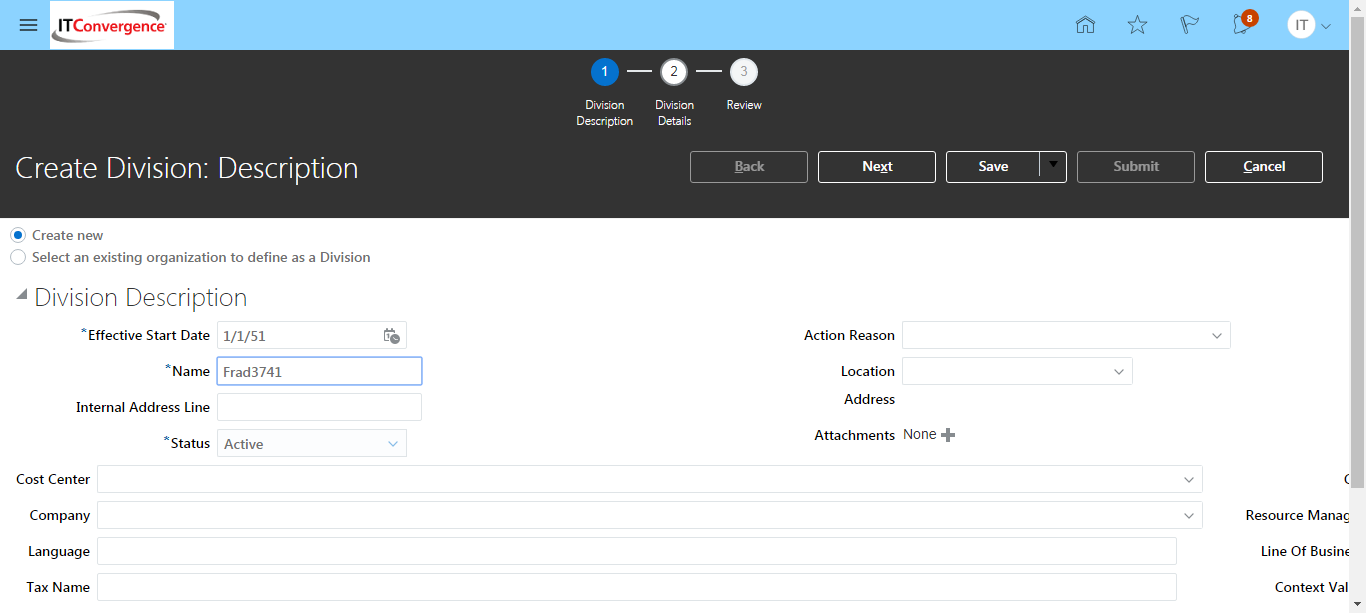 ITConvergence
8
IT
1
2
3
Division Description
Division Details
Review
Create Division: Description
Back
Next
Save
Submit
Cancel
Create new
Select an existing organization to define as a Division
Division Description
*Effective Start Date 1/1/51
Action Reason
*Name Frad3741
Location
Internal Address Line
Address
*Status Active
Attachments None
Cost Center
Company
Resource Manag
Language
Line Of Busine
Tax Name
Context Val